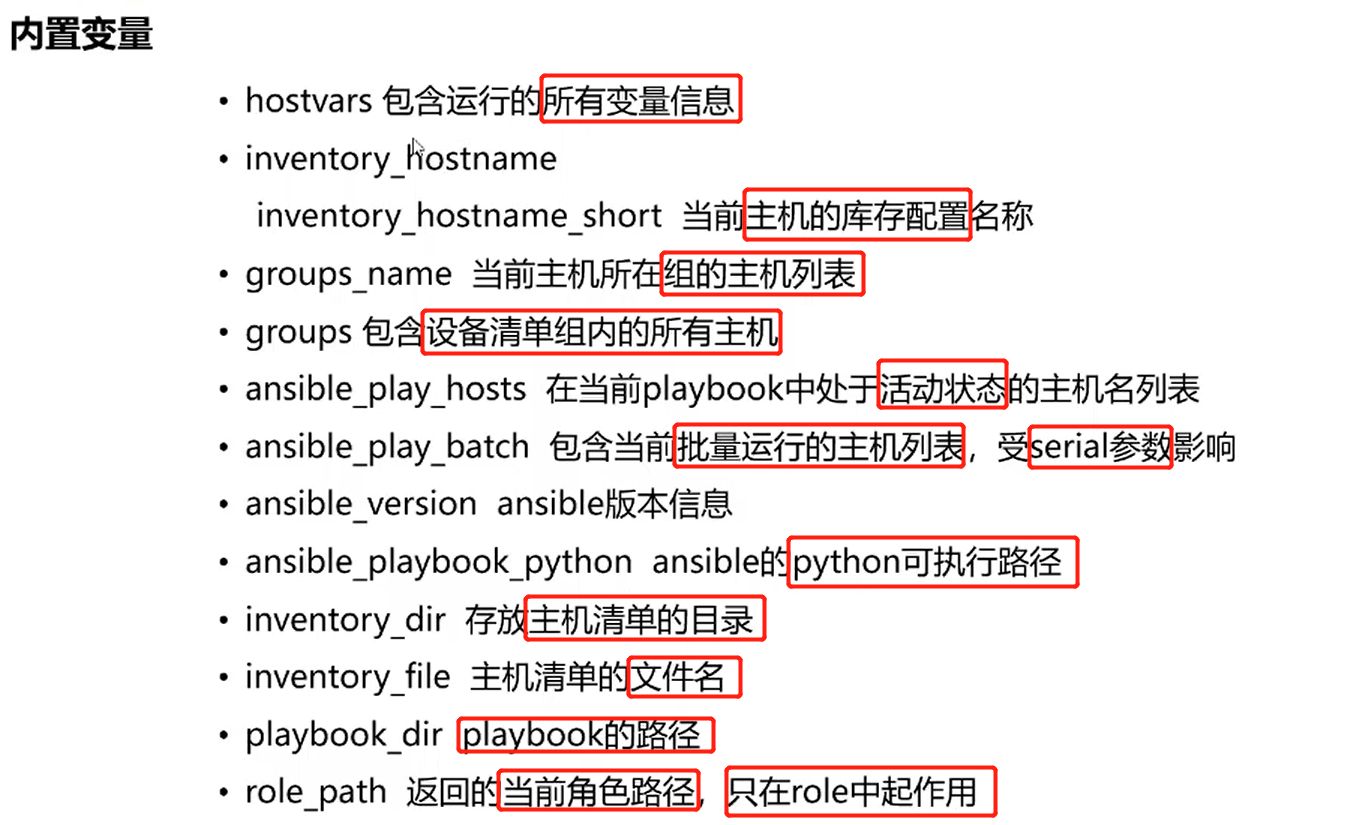 内置变量
• hostvars 包含运行的所有变量信息
• inventory_hostname
inventory_hostname_short 当前主机的库存配置名称
• groups_name 当前主机所在组的主机列表
• groups 包含设备清单组内的所有主机
• ansible_play_hosts 在当前playbook中处于活动状态的主机名列表
• ansible_play_batch 包含当前批量运行的主机列表，受serial参数影响
• ansible_version ansible版本信息
• ansible_playbook_python ansible的python可执行路径
• inventory_dir 存放主机清单的目录
• inventory_file 主机清单的文件名
• playbook_dir playbook的路径
• role_path 返回的当前角色路径，只在role中起作用